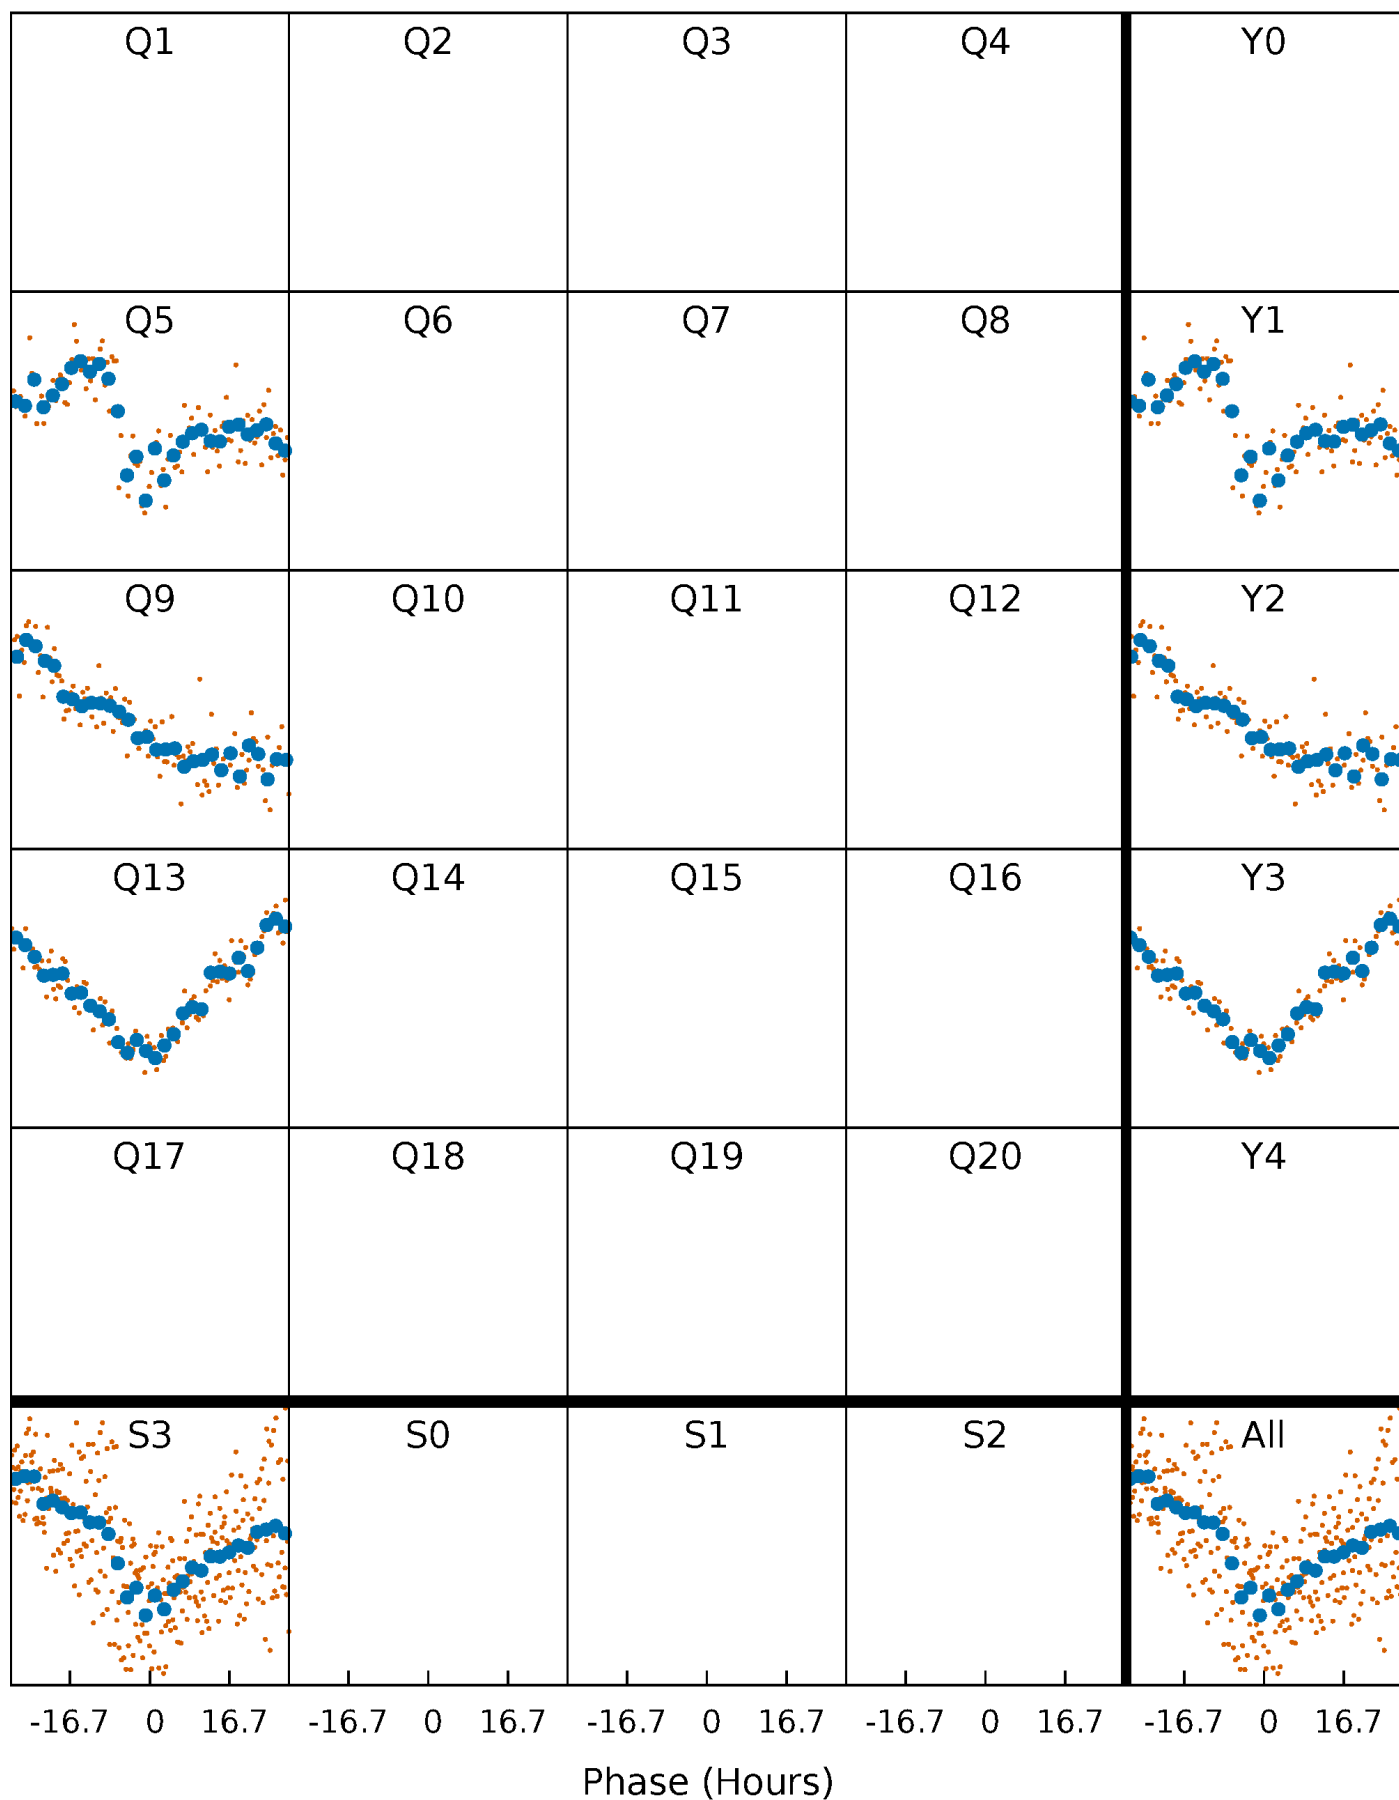 Q1 Q2 Q3 Q4 Y0
Q5 Q6 Q7 Q8 Y1
Q9 Q10 Q11 Q12 Y2
Q13 Q14 Q15 Q16 Y3
Q17 Q18 Q19 Q20 Y4
S3 S0 S1 S2 All
-16.7 0 16.7 -16.7 0 16.7 -16.7 0 16.7 -16.7 0 16.7 -16.7 0 16.7
Phase (Hours)